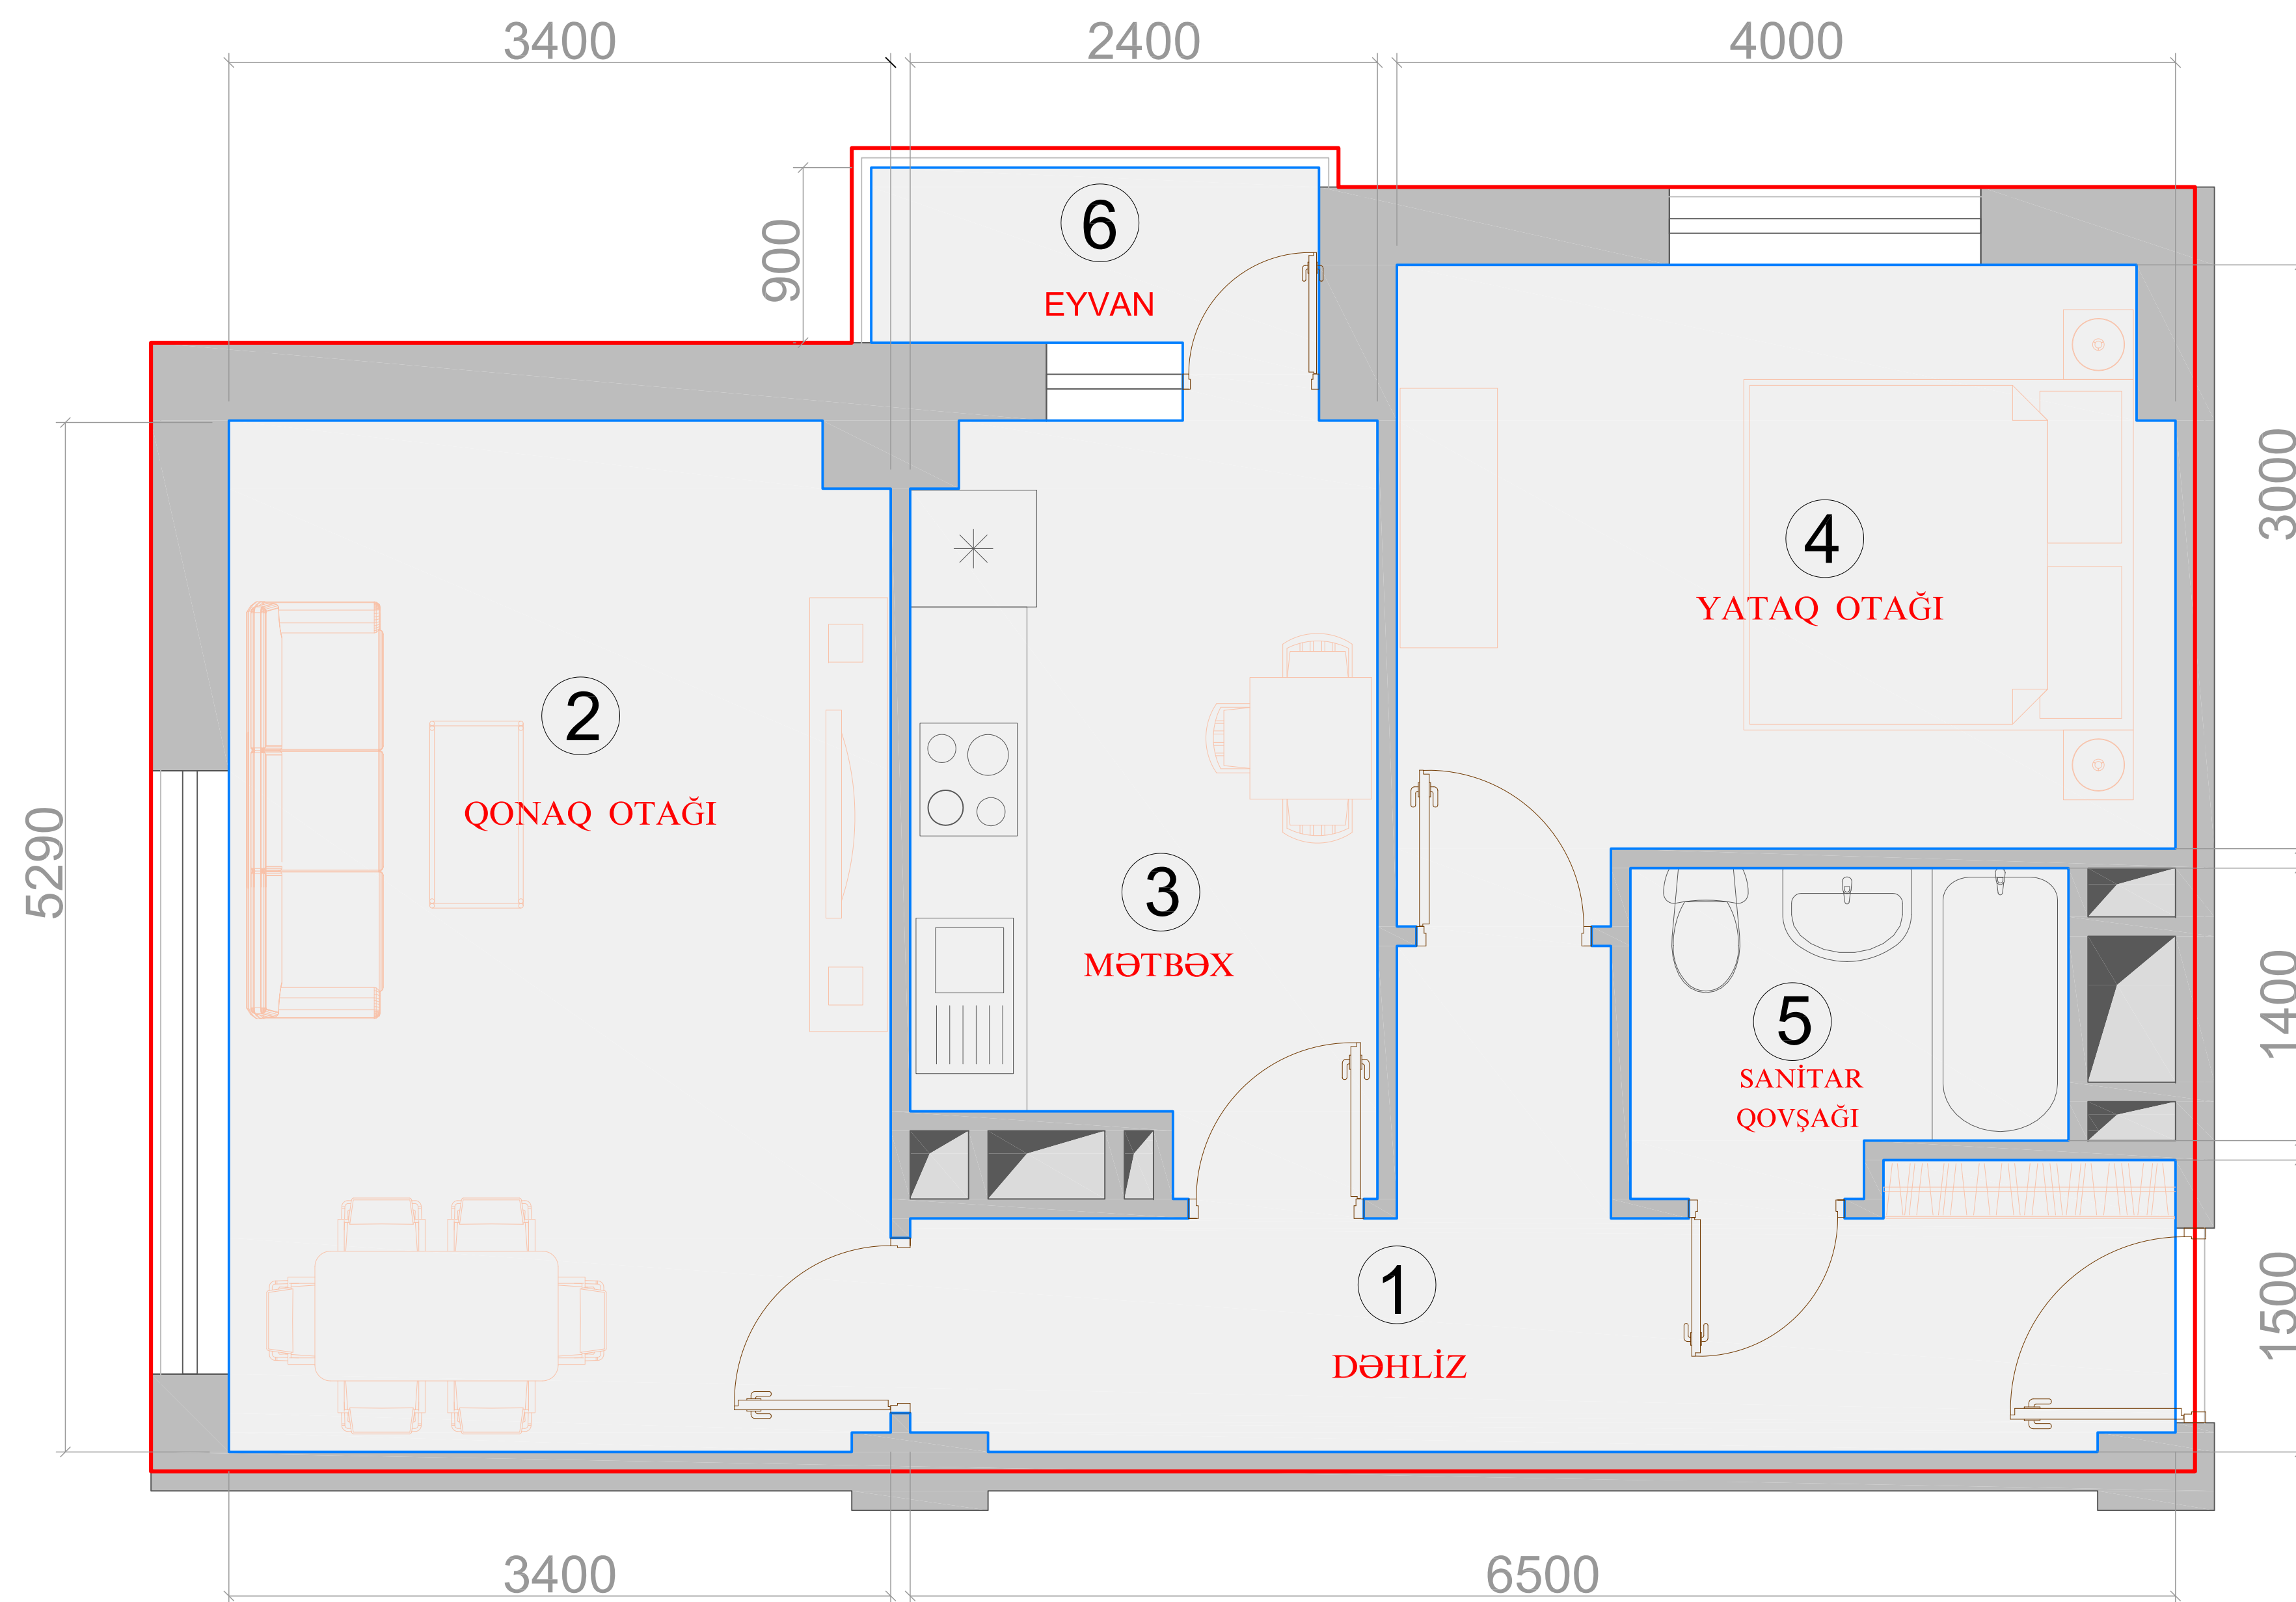 3400
2400
4000
6
EYVAN
900
3000
4
YATAQ OTAĞI
2
QONAQ OTAĞI
5290
3
MƏTBƏX
5
SANİTAR
QOVŞAĞI
1400
1
DƏHLİZ
1500
3400
6500